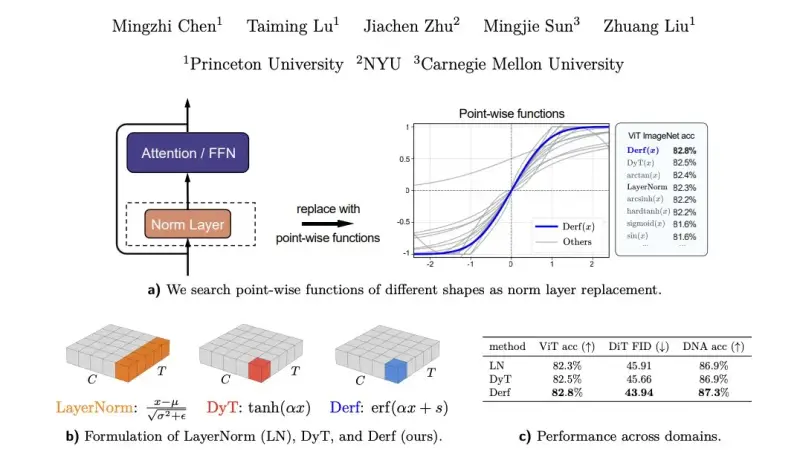 Mingzhi Chen¹ Taiming Lu¹ Jiachen Zhu² Mingjie Sun³ Zhuang Liu¹
¹Princeton University ²NYU ³Carnegie Mellon University
Attention / FFN
Norm Layer
replace with
point-wise functions
Point-wise functions
1
0.5
0
-0.5
-1
-2
-1
0
1
2
Derf(x)
Others
ViT ImageNet acc
Derf(x) 82.8%
DyT(x) 82.5%
arctan(x) 82.4%
LayerNorm 82.3%
arcsinh(x) 82.2%
hardtanh(x) 82.2%
sigmoid(x) 81.6%
sin(x) 81.6%
... ...
a) We search point-wise functions of different shapes as norm layer replacement.
C T
C T
C T
LayerNorm: x−μ / √σ²+ϵ
DyT: tanh(αx)
Derf: erf(αx + s)
b) Formulation of LayerNorm (LN), DyT, and Derf (ours).
method ViT acc (↑) DiT FID (↓) DNA acc (↑)
LN 82.3% 45.91 86.9%
DyT 82.5% 45.66 86.9%
Derf 82.8% 43.94 87.3%
c) Performance across domains.